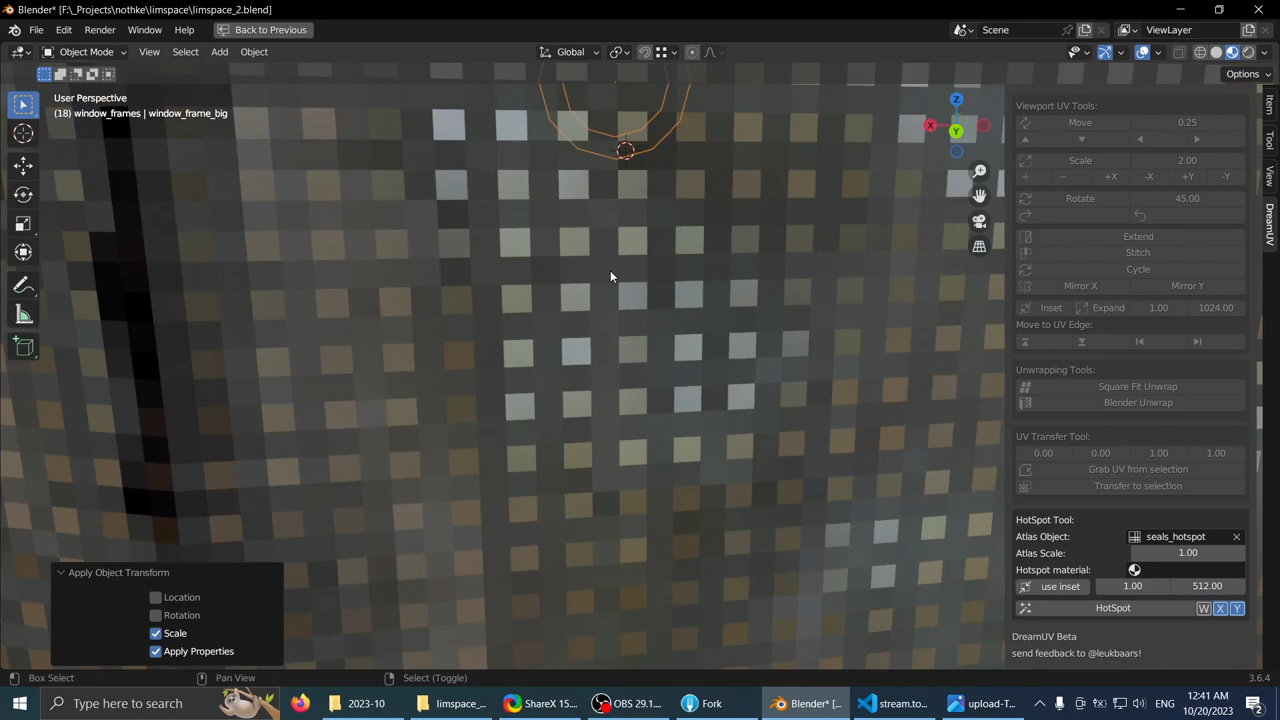 Blender* [F:\_Projects\nothke\limspace\limspace_2.blend]
File Edit Render Window Help Back to Previous Scene ViewLayer
Object Mode View Select Add Object Global
Options
User Perspective
(18) window_frames | window_frame_big
Z
X
Y
Item
Tool
View
DreamUV
Viewport UV Tools:
Move 0.25
Scale 2.00
+ − +X -X +Y -Y
Rotate 45.00
Extend
Stitch
Cycle
Mirror X Mirror Y
Inset Expand 1.00 1024.00
Move to UV Edge:
Unwrapping Tools:
Square Fit Unwrap
Blender Unwrap
UV Transfer Tool:
0.00 0.00 1.00 1.00
Grab UV from selection
Transfer to selection
HotSpot Tool:
Atlas Object: seals_hotspot
Atlas Scale: 1.00
Hotspot material:
use inset 1.00 512.00
HotSpot W X Y
DreamUV Beta
send feedback to @leukbaars!
Apply Object Transform
Location
Rotation
Scale
Apply Properties
Box Select Pan View Select (Toggle) 3.6.4
Type here to search 2023-10 limspace_... ShareX 15.... OBS 29.1.... Fork Blender* [... stream.to... upload-T... ENG
12:41 AM
10/20/2023
2